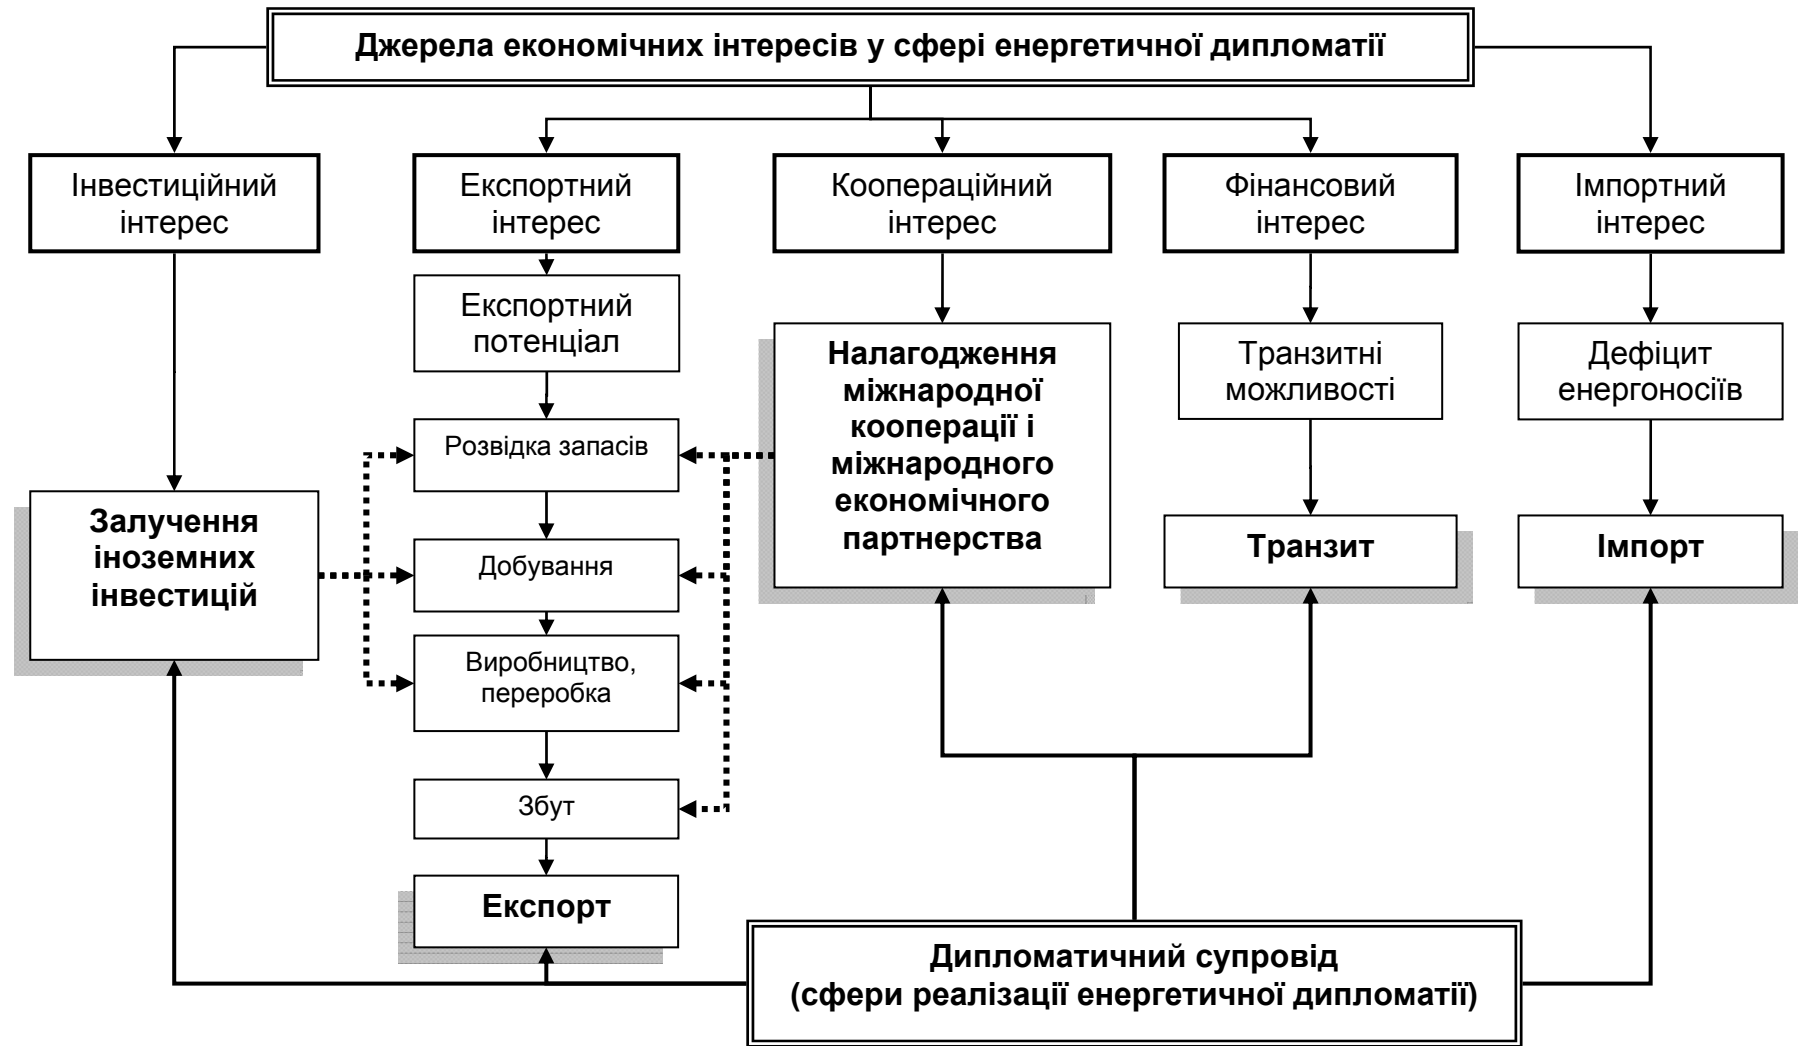 Джерела економічних інтересів у сфері енергетичної дипломатії
Інвестиційний
інтерес
Експортний
інтерес
Коопераційний
інтерес
Фінансовий
інтерес
Імпортний
інтерес
Експортний
потенціал
Налагодження
міжнародної
кооперації і
міжнародного
економічного
партнерства
Транзитні
можливості
Дефіцит
енергоносіїв
Розвідка запасів
Залучення
іноземних
інвестицій
Добування
Транзит
Імпорт
Виробництво,
переробка
Збут
Експорт
Дипломатичний супровід
(сфери реалізації енергетичної дипломатії)